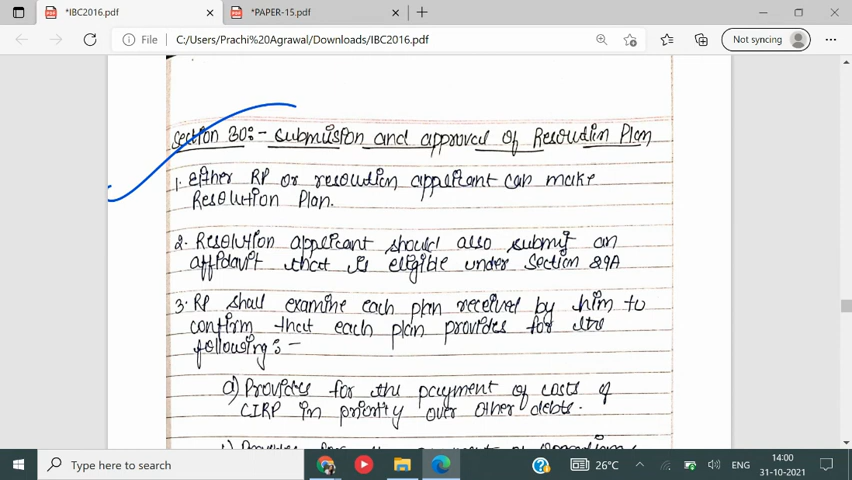 *IBC2016.pdf
*PAPER-15.pdf
File C:/Users/Prachi%20Agrawal/Downloads/IBC2016.pdf
Not syncing
Section 30:- Submission and approval of Resolution Plan
1. Either RP or resolution applicant can make
Resolution Plan.
2. Resolution applicant should also submit an
affidavit that is eligible under Section 29A
3. RP shall examine each plan received by him to
confirm that each plan provides for the
following:-
a) Provides for the payment of costs of
CIRP in priority over other debts.
Type here to search
26°C
ENG
14:00
31-10-2021